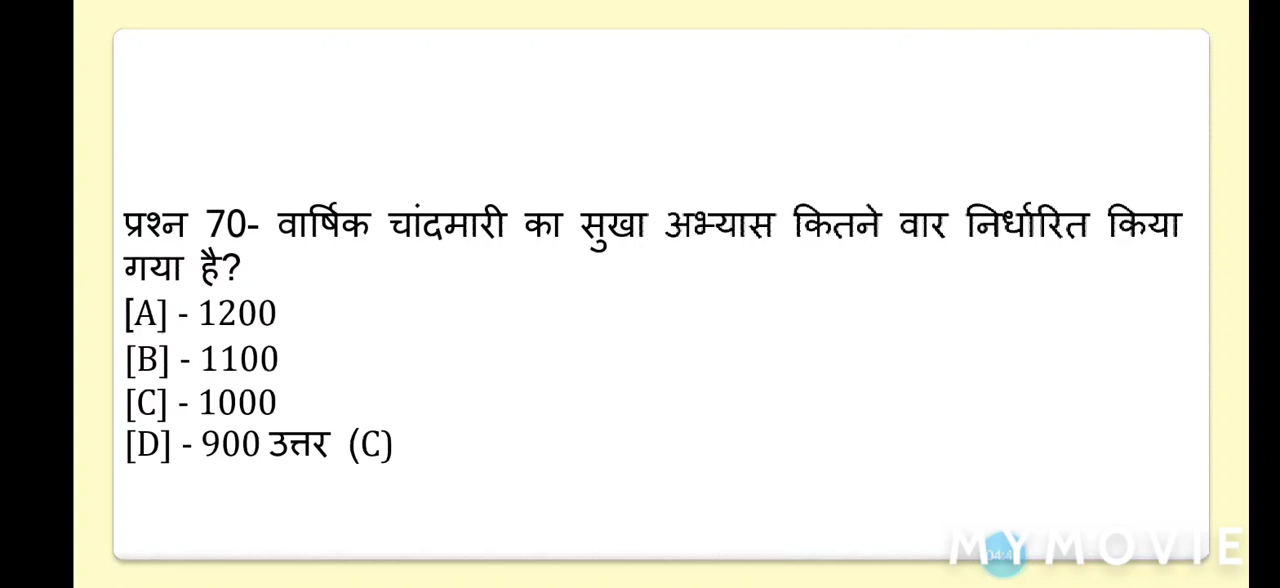 प्रश्न 70- वार्षिक चांदमारी का सुखा अभ्यास कितने वार निर्धारित किया
गया है?
[A] - 1200
[B] - 1100
[C] - 1000
[D] - 900 उत्तर (C)
MYMOVIE